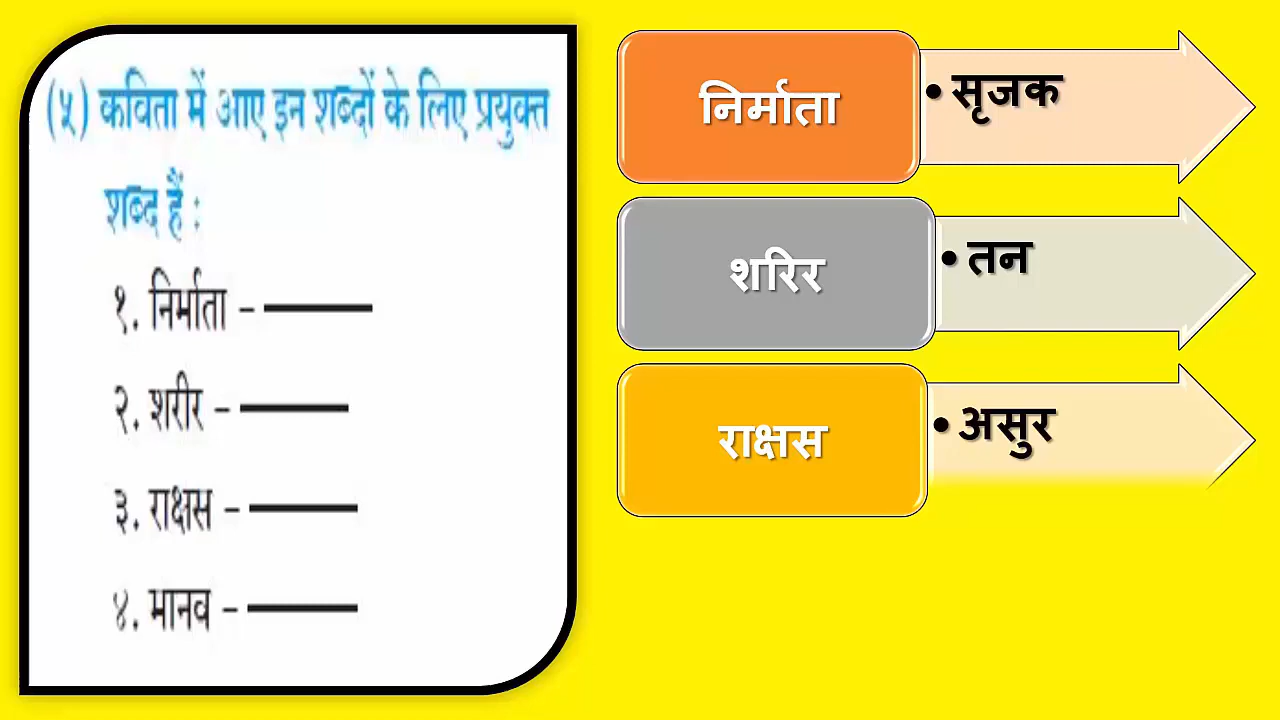 (५) कविता में आए इन शब्दों के लिए प्रयुक्त
शब्द हैं :
१. निर्माता –
२. शरीर –
३. राक्षस –
४. मानव –
निर्माता
• सृजक
शरिर
• तन
राक्षस
• असुर